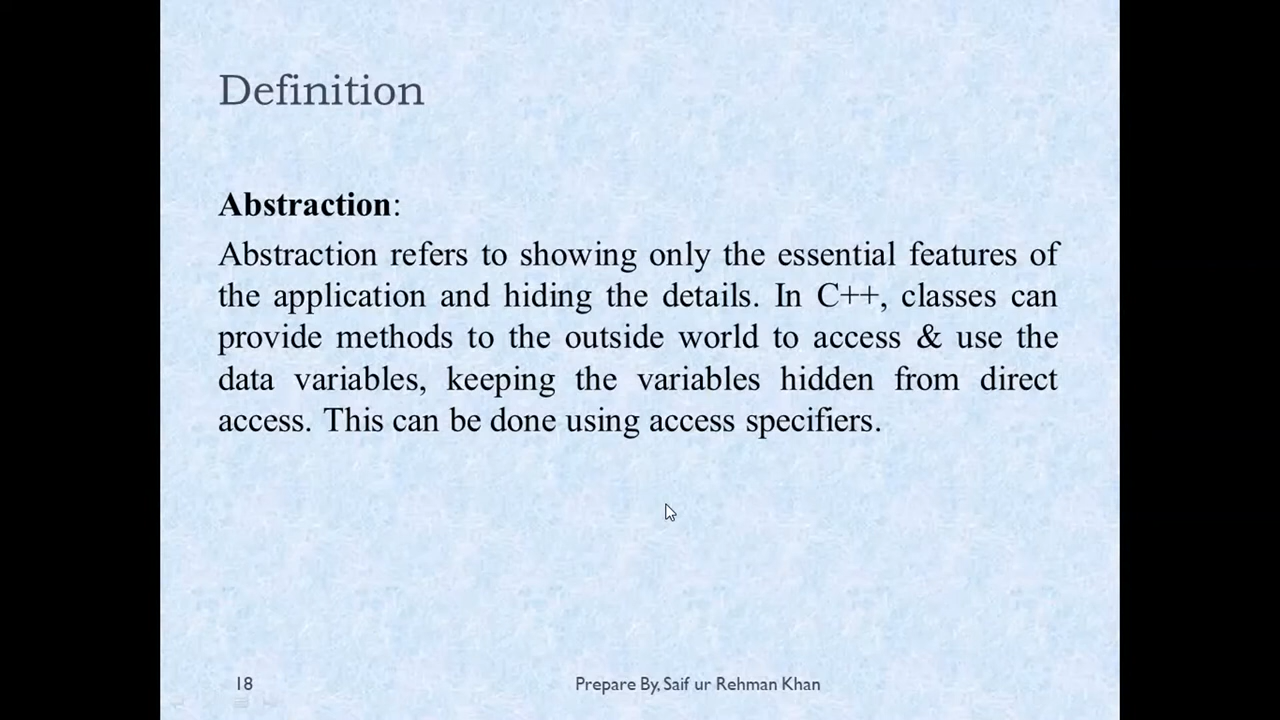 Definition
Abstraction:
Abstraction refers to showing only the essential features of
the application and hiding the details. In C++, classes can
provide methods to the outside world to access & use the
data variables, keeping the variables hidden from direct
access. This can be done using access specifiers.
18
Prepare By, Saif ur Rehman Khan